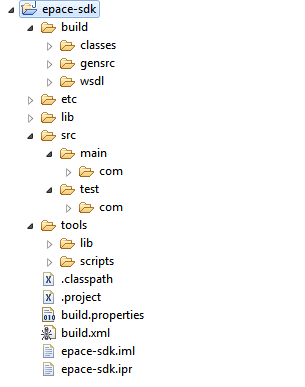 epace-sdk
build
classes
gensrc
wsdl
etc
lib
src
main
com
test
com
tools
lib
scripts
.classpath
.project
build.properties
build.xml
epace-sdk.iml
epace-sdk.ipr